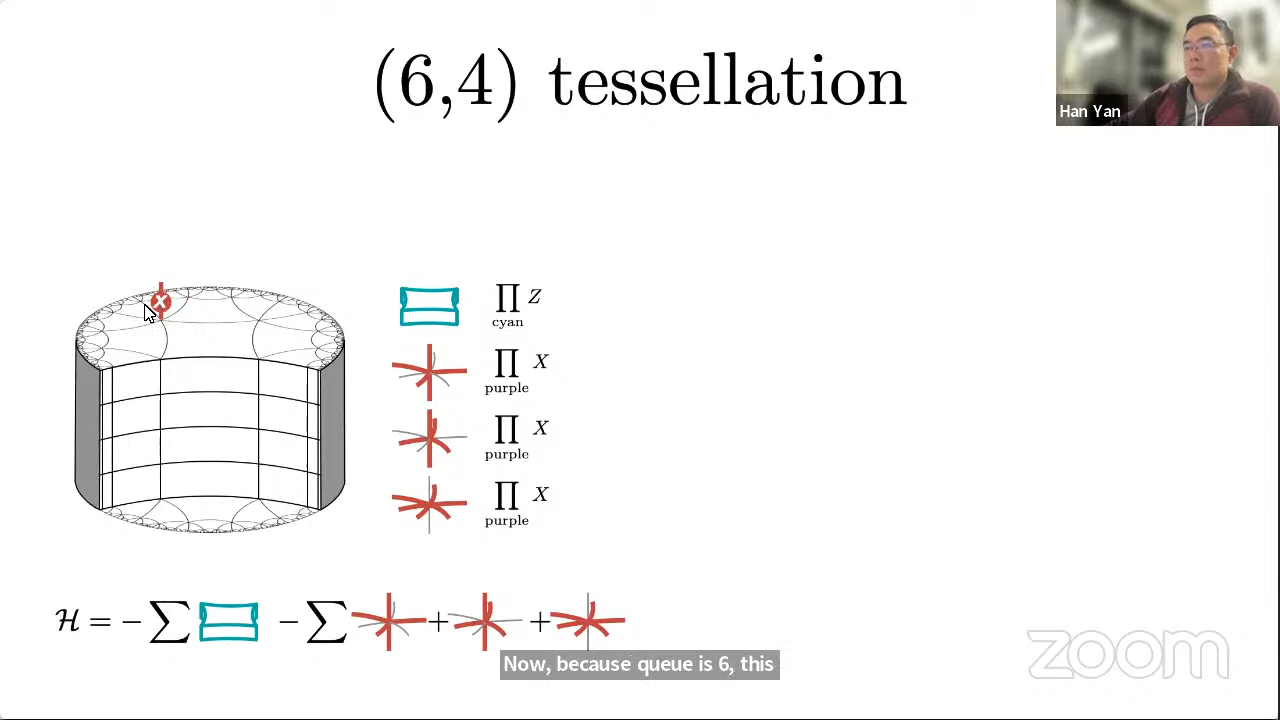 (6,4) tessellation
Han Yan
X
∏ Z
cyan
∏ X
purple
∏ X
purple
∏ X
purple
ℋ = − ∑ − ∑ + +
Now, because queue is 6, this
zoom